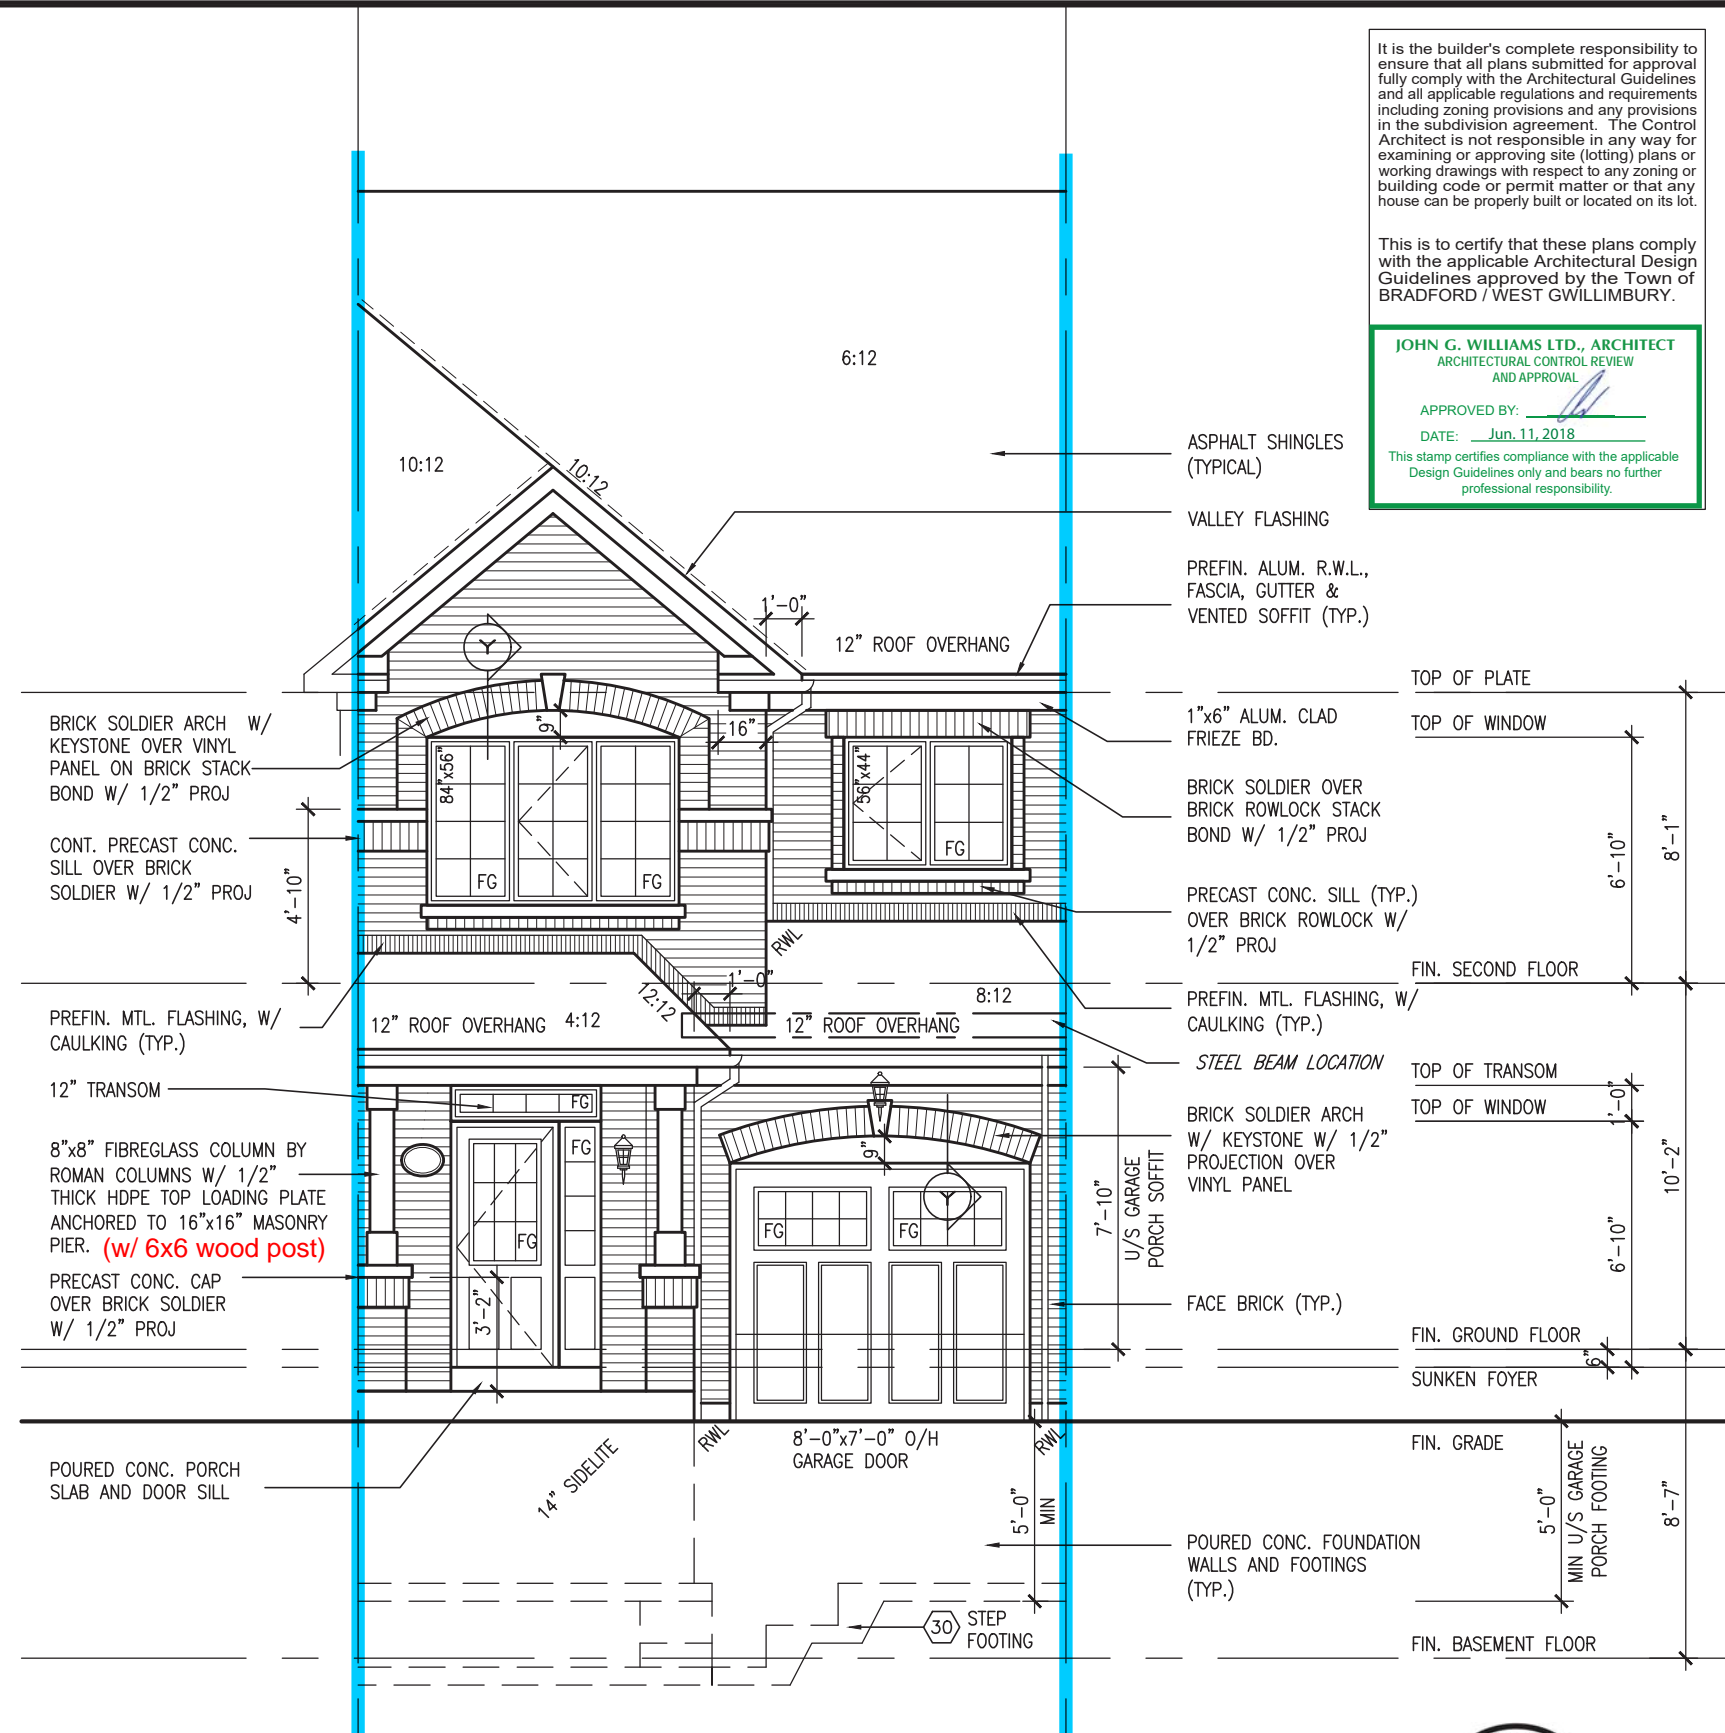 It is the builder's complete responsibility to
ensure that all plans submitted for approval
fully comply with the Architectural Guidelines
and all applicable regulations and requirements
including zoning provisions and any provisions
in the subdivision agreement.  The Control
Architect is not responsible in any way for
examining or approving site (lotting) plans or
working drawings with respect to any zoning or
building code or permit matter or that any
house can be properly built or located on its lot.
This is to certify that these plans comply
with the applicable Architectural Design
Guidelines approved by the Town of
BRADFORD / WEST GWILLIMBURY.
JOHN G. WILLIAMS LTD., ARCHITECT
ARCHITECTURAL CONTROL REVIEW
AND APPROVAL
APPROVED BY:
DATE: Jun. 11, 2018
This stamp certifies compliance with the applicable
Design Guidelines only and bears no further
professional responsibility.
6:12
10:12
10:12
ASPHALT SHINGLES
(TYPICAL)
VALLEY FLASHING
PREFIN. ALUM. R.W.L.,
FASCIA, GUTTER &
VENTED SOFFIT (TYP.)
1'-0"
12" ROOF OVERHANG
Y
TOP OF PLATE
TOP OF WINDOW
1"x6" ALUM. CLAD
FRIEZE BD.
BRICK SOLDIER ARCH W/
KEYSTONE OVER VINYL
PANEL ON BRICK STACK
BOND W/ 1/2" PROJ
9"
16"
84"x56"
56"x44"
FG
FG
FG
BRICK SOLDIER OVER
BRICK ROWLOCK STACK
BOND W/ 1/2" PROJ
6'-10"
8'-1"
CONT. PRECAST CONC.
SILL OVER BRICK
SOLDIER W/ 1/2" PROJ
4'-10"
PRECAST CONC. SILL (TYP.)
OVER BRICK ROWLOCK W/
1/2" PROJ
RWL
FIN. SECOND FLOOR
1'-0"
12:12
8:12
PREFIN. MTL. FLASHING, W/
CAULKING (TYP.)
PREFIN. MTL. FLASHING, W/
CAULKING (TYP.)
12" ROOF OVERHANG
4:12
12" ROOF OVERHANG
STEEL BEAM LOCATION
TOP OF TRANSOM
TOP OF WINDOW
1'-0"
12" TRANSOM
FG
FG
FG
BRICK SOLDIER ARCH
W/ KEYSTONE W/ 1/2"
PROJECTION OVER
VINYL PANEL
9"
Y
FG
FG
7'-10"
U/S GARAGE
PORCH SOFFIT
10'-2"
6'-10"
8"x8" FIBREGLASS COLUMN BY
ROMAN COLUMNS W/ 1/2"
THICK HDPE TOP LOADING PLATE
ANCHORED TO 16"x16" MASONRY
PIER. (w/ 6x6 wood post)
PRECAST CONC. CAP
OVER BRICK SOLDIER
W/ 1/2" PROJ
3'-2"
FACE BRICK (TYP.)
FIN. GROUND FLOOR
6"
SUNKEN FOYER
FIN. GRADE
RWL
8'-0"x7'-0" O/H
GARAGE DOOR
RWL
14" SIDELITE
POURED CONC. PORCH
SLAB AND DOOR SILL
5'-0"
MIN
5'-0"
MIN U/S GARAGE
PORCH FOOTING
8'-7"
POURED CONC. FOUNDATION
WALLS AND FOOTINGS
(TYP.)
30
STEP
FOOTING
FIN. BASEMENT FLOOR